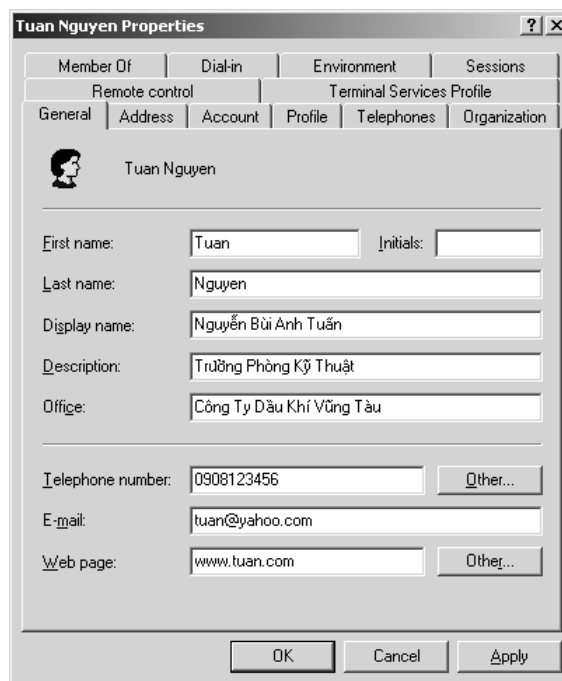 Tuan Nguyen Properties
Member Of Dial-in Environment Sessions
Remote control Terminal Services Profile
General Address Account Profile Telephones Organization
Tuan Nguyen
First name: Tuan Initials:
Last name: Nguyen
Display name: Nguyễn Bùi Anh Tuấn
Description: Trưởng Phòng Kỹ Thuật
Office: Công Ty Dầu Khí Vũng Tàu
Telephone number: 0908123456 Other...
E-mail: tuan@yahoo.com
Web page: www.tuan.com Other...
OK Cancel Apply